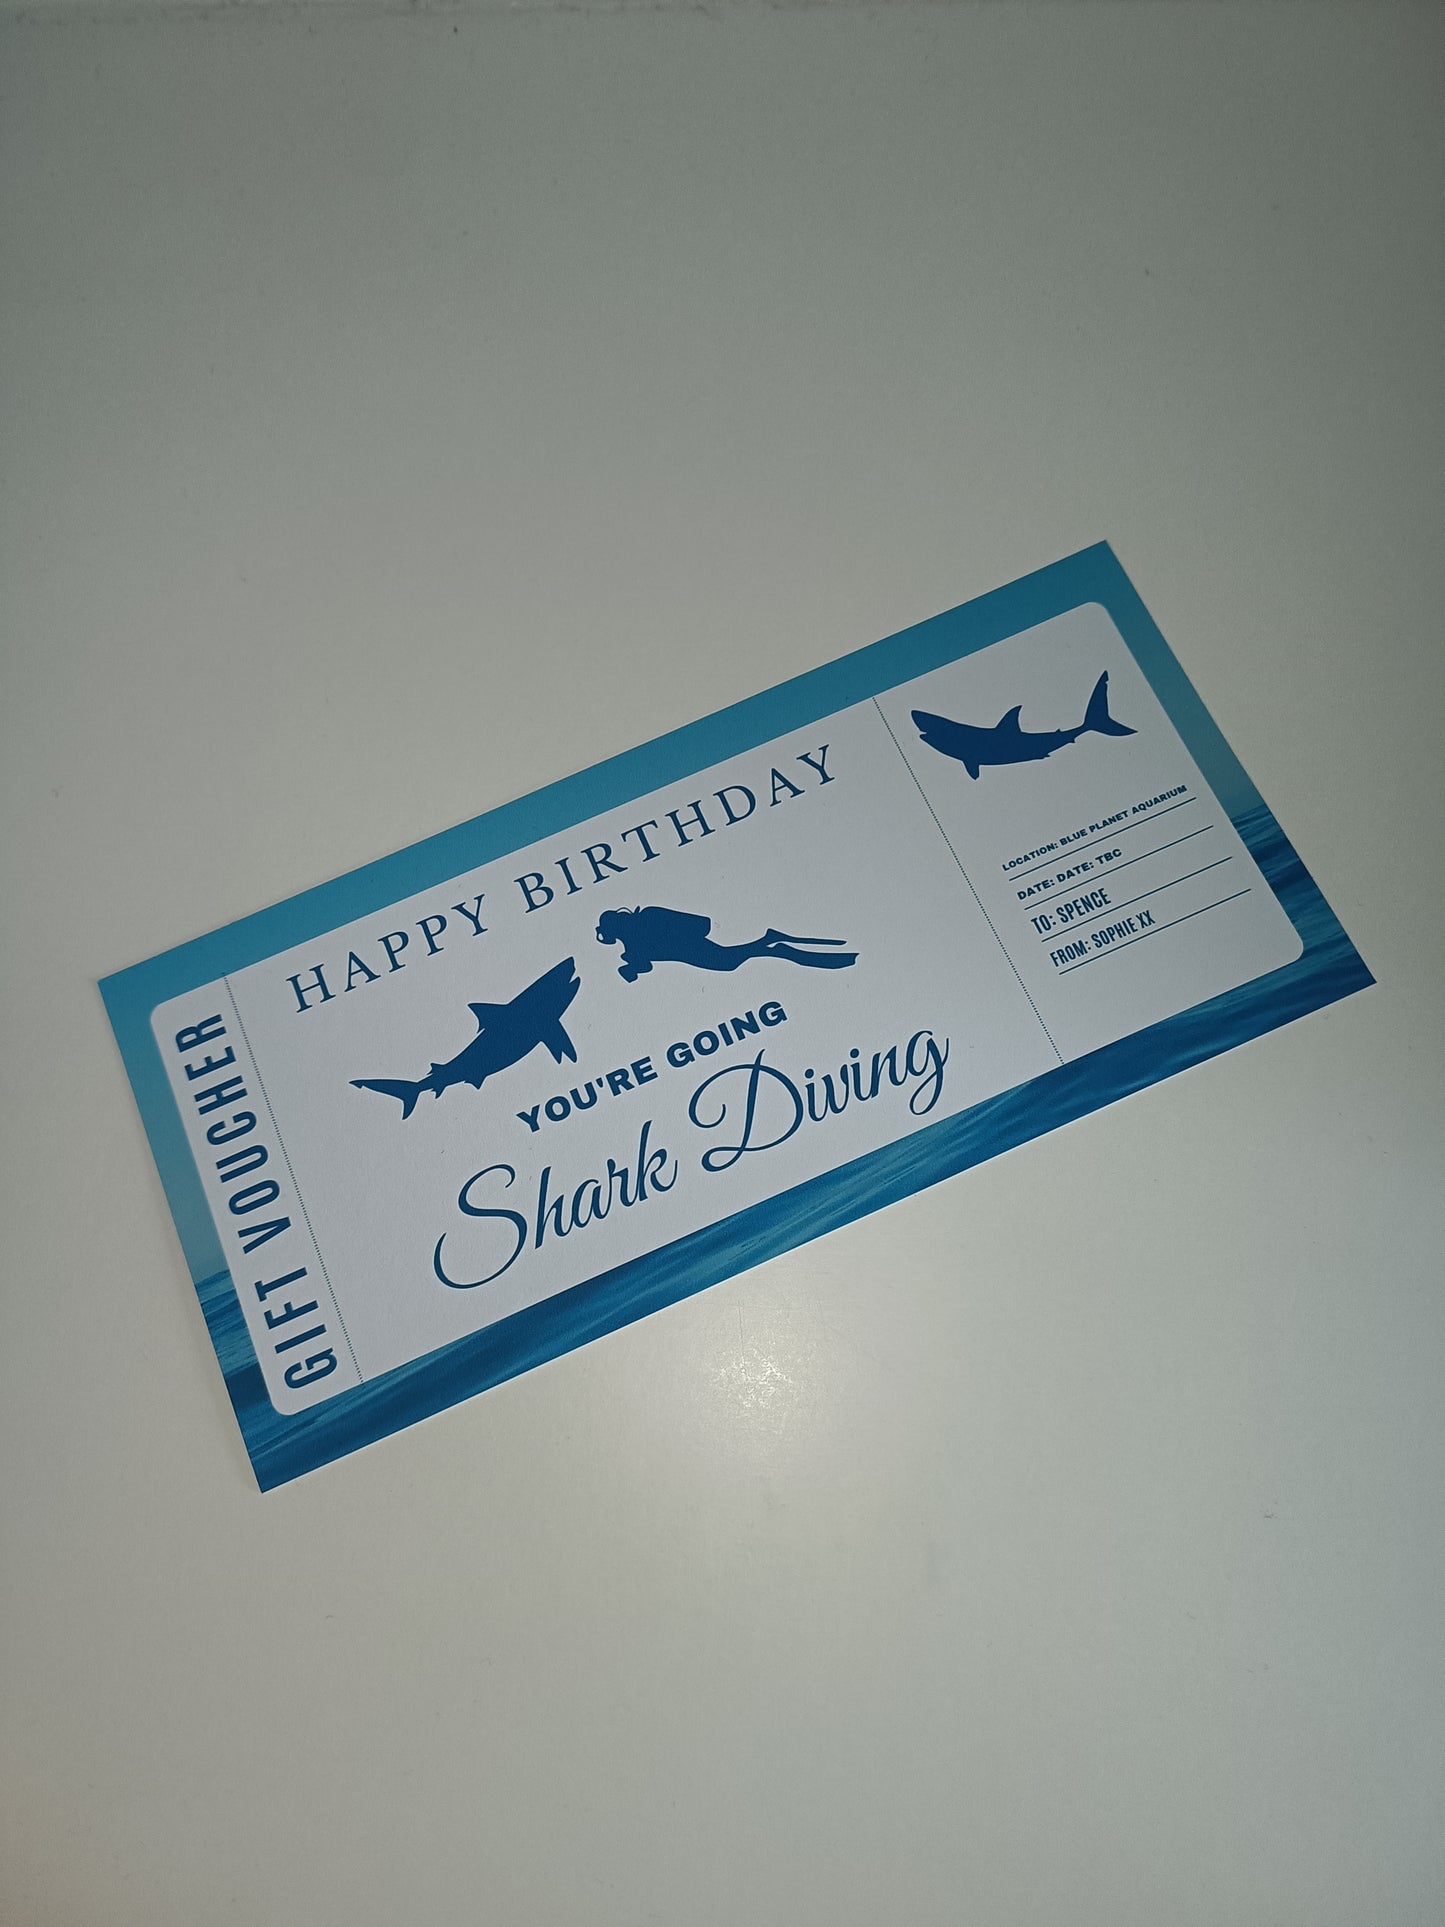 GIFT VOUCHER
HAPPY BIRTHDAY
YOU'RE GOING
Shark Diving
LOCATION: BLUE PLANET AQUARIUM
DATE: DATE: TBC
TO: SPENCE
FROM: SOPHIE XX